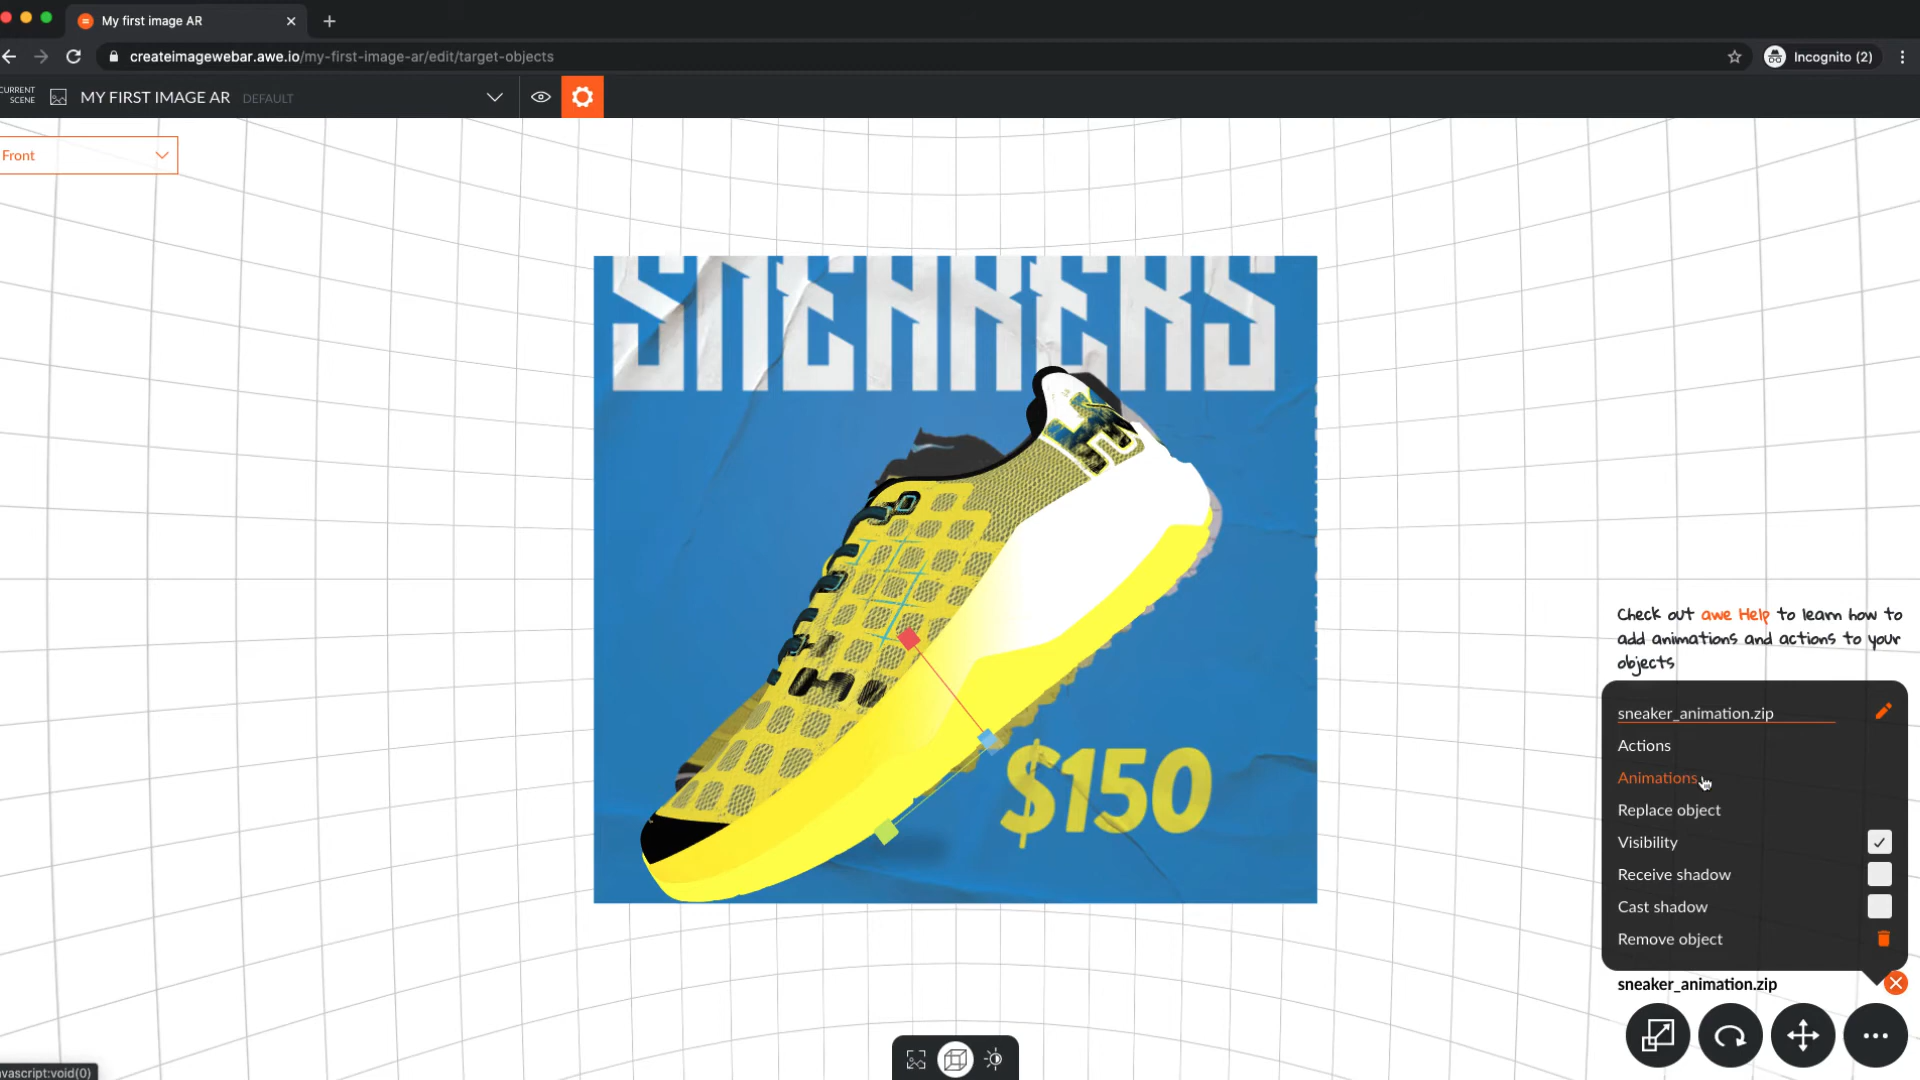 My first image AR
createimagewebar.awe.io/my-first-image-ar/edit/target-objects
Incognito (2)
CURRENT
SCENE
MY FIRST IMAGE AR DEFAULT
Front
SNEAKERS
$150
Check out awe Help to learn how to
add animations and actions to your
objects
sneaker_animation.zip
Actions
Animations
Replace object
Visibility
Receive shadow
Cast shadow
Remove object
sneaker_animation.zip
avascript:void(0)